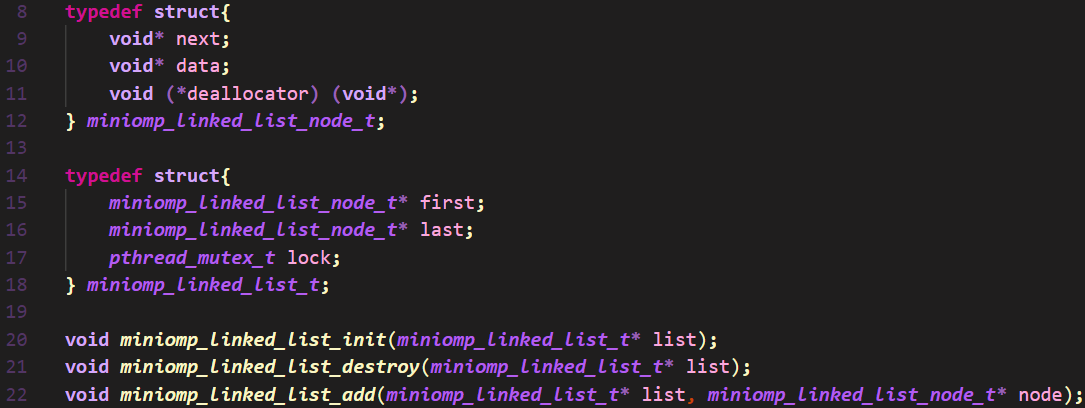 8 typedef struct{
9     void* next;
10     void* data;
11     void (*deallocator) (void*);
12 } miniomp_linked_list_node_t;
13
14 typedef struct{
15     miniomp_linked_list_node_t* first;
16     miniomp_linked_list_node_t* last;
17     pthread_mutex_t lock;
18 } miniomp_linked_list_t;
19
20 void miniomp_linked_list_init(miniomp_linked_list_t* list);
21 void miniomp_linked_list_destroy(miniomp_linked_list_t* list);
22 void miniomp_linked_list_add(miniomp_linked_list_t* list, miniomp_linked_list_node_t* node);